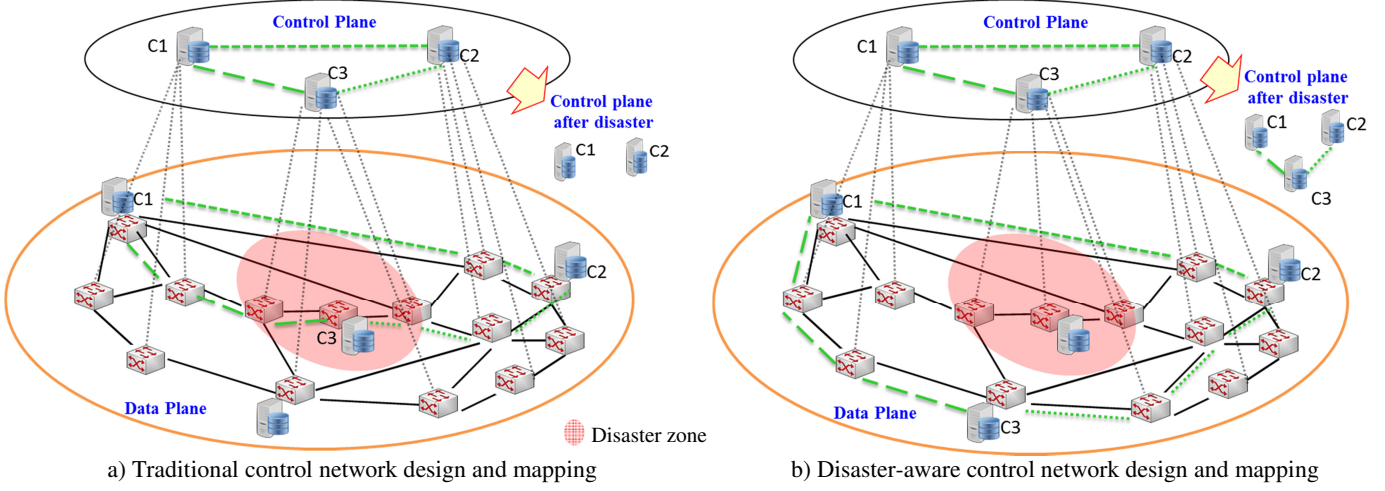 Control Plane
C1
C2
C3
Control plane
after disaster
C1
C2
C1
C2
C3
Data Plane
Disaster zone
a) Traditional control network design and mapping
Control Plane
C1
C2
C3
Control plane
after disaster
C1
C2
C3
C1
C2
Data Plane
C3
b) Disaster-aware control network design and mapping